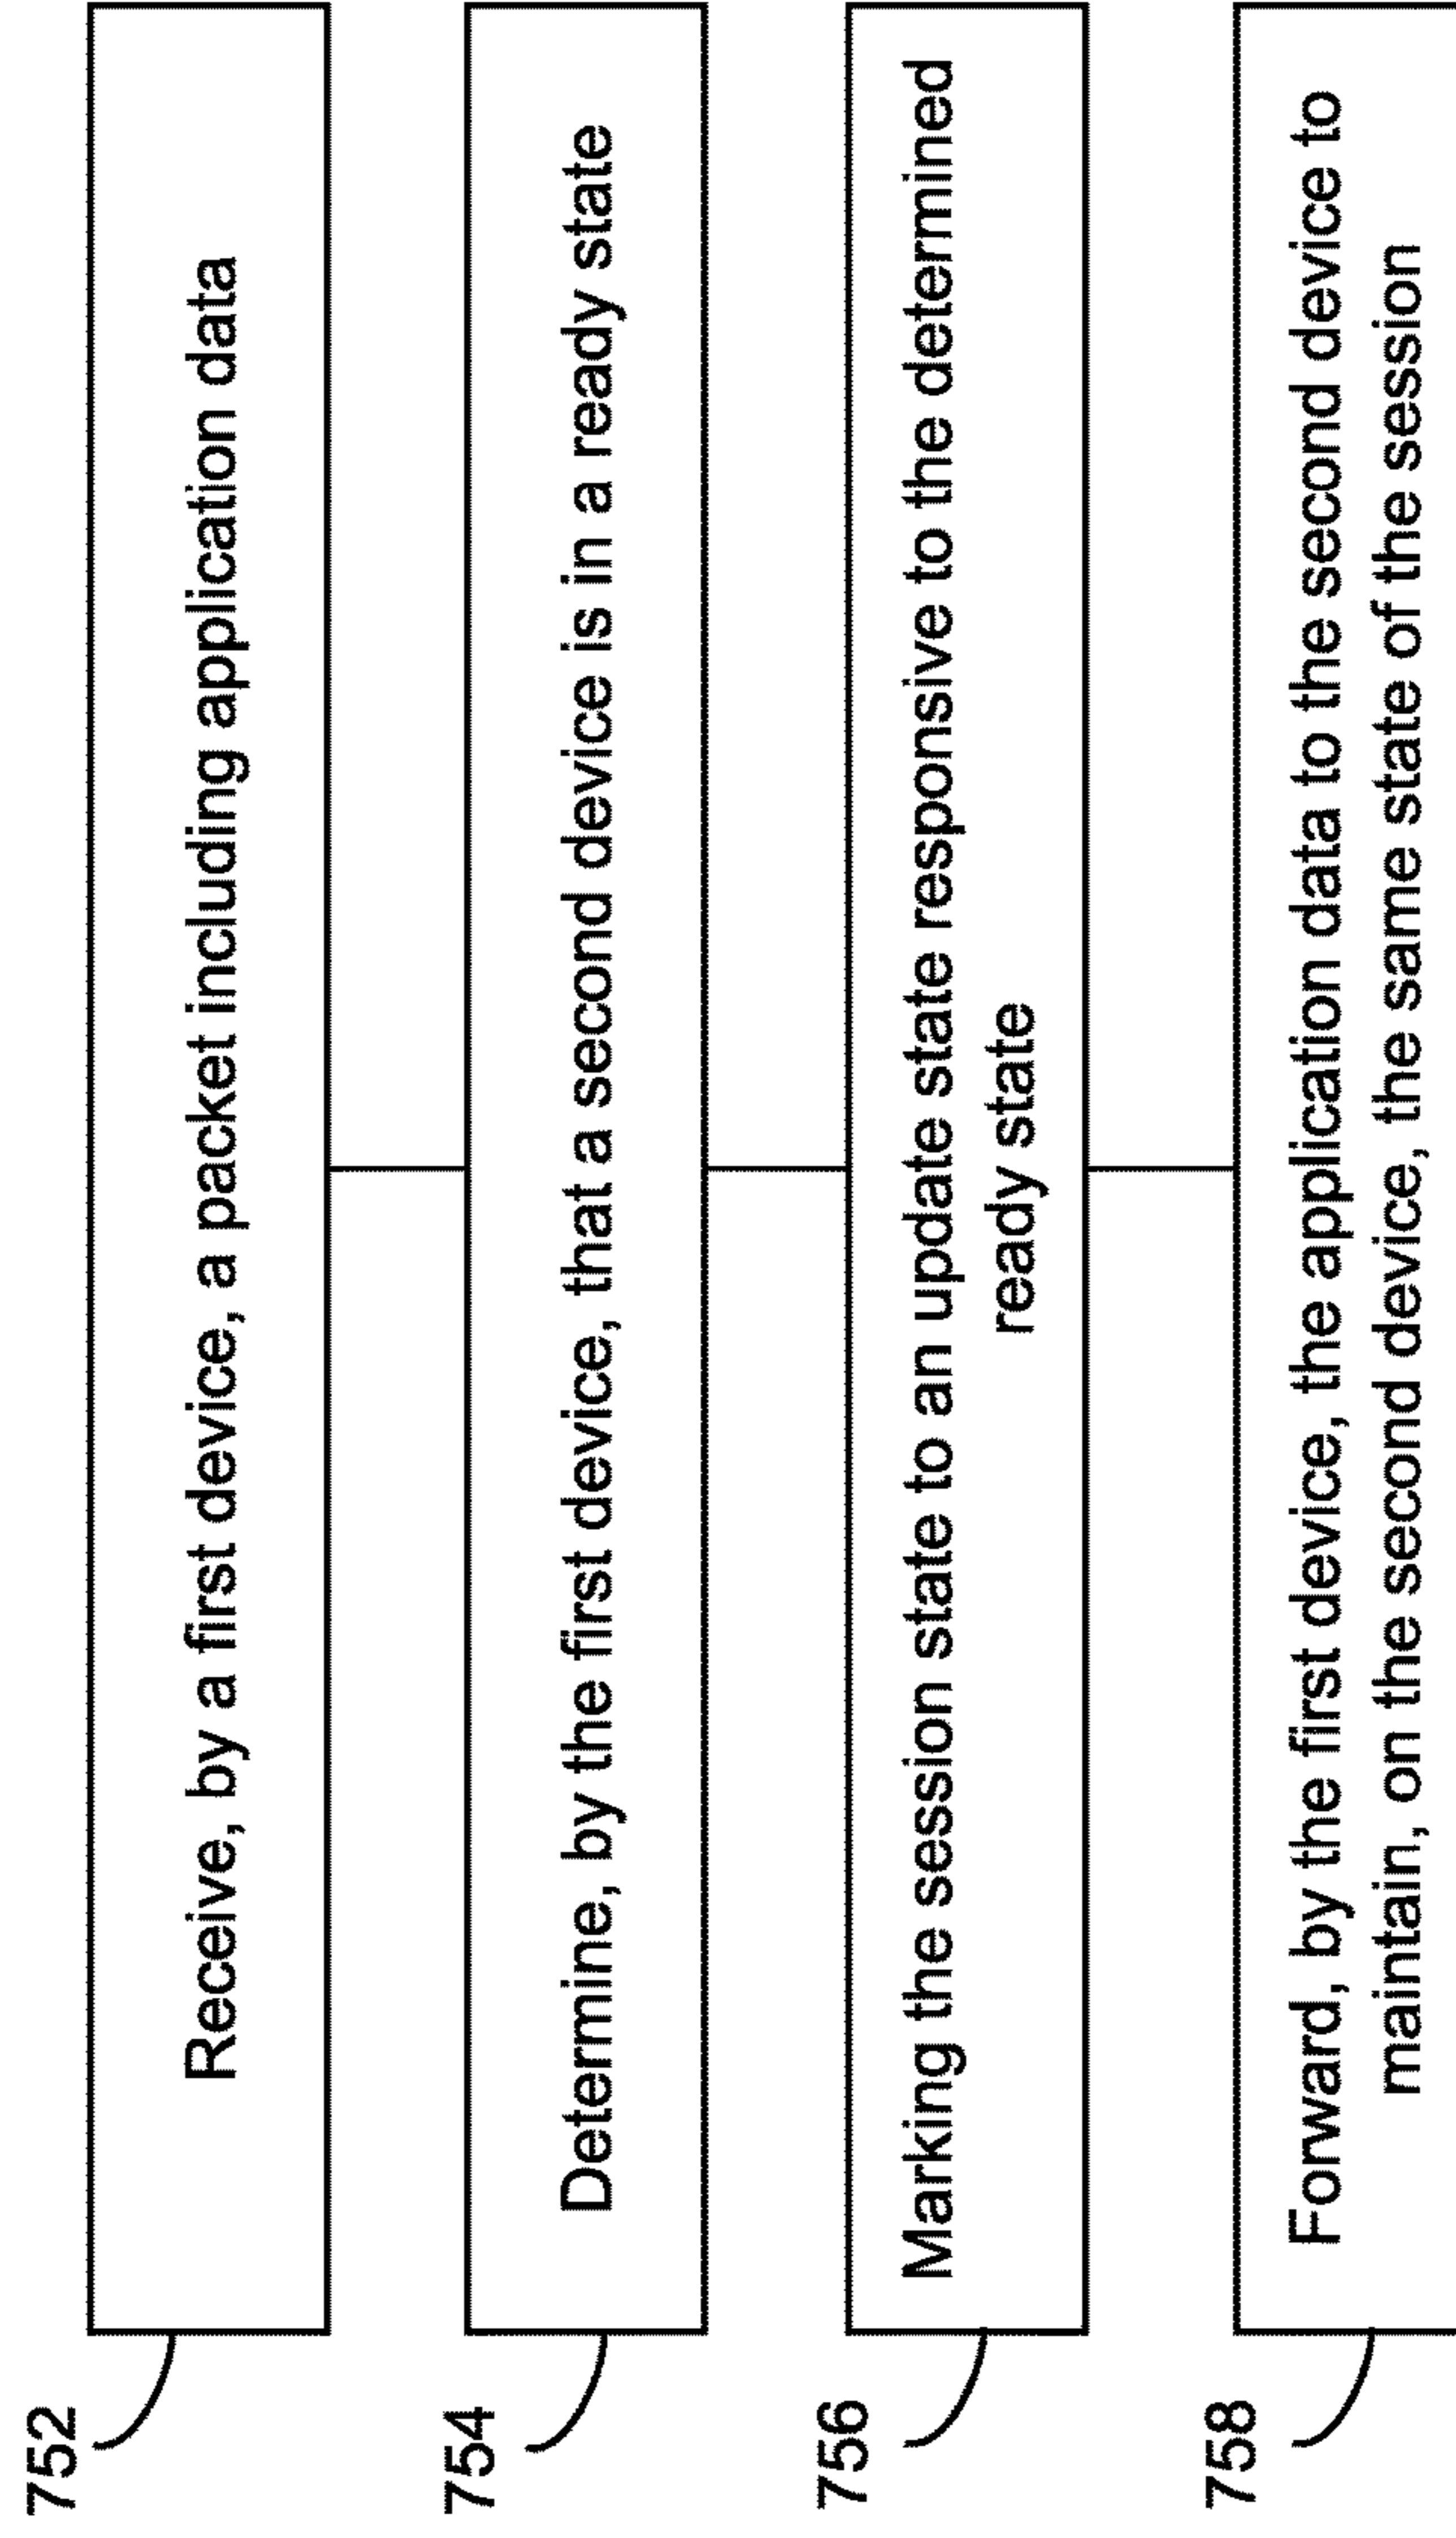 752
Receive, by a first device, a packet including application data
754
Determine, by the first device, that a second device is in a ready state
756
Marking the session state to an update state responsive to the determined
ready state
758
Forward, by the first device, the application data to the second device to
maintain, on the second device, the same state of the session